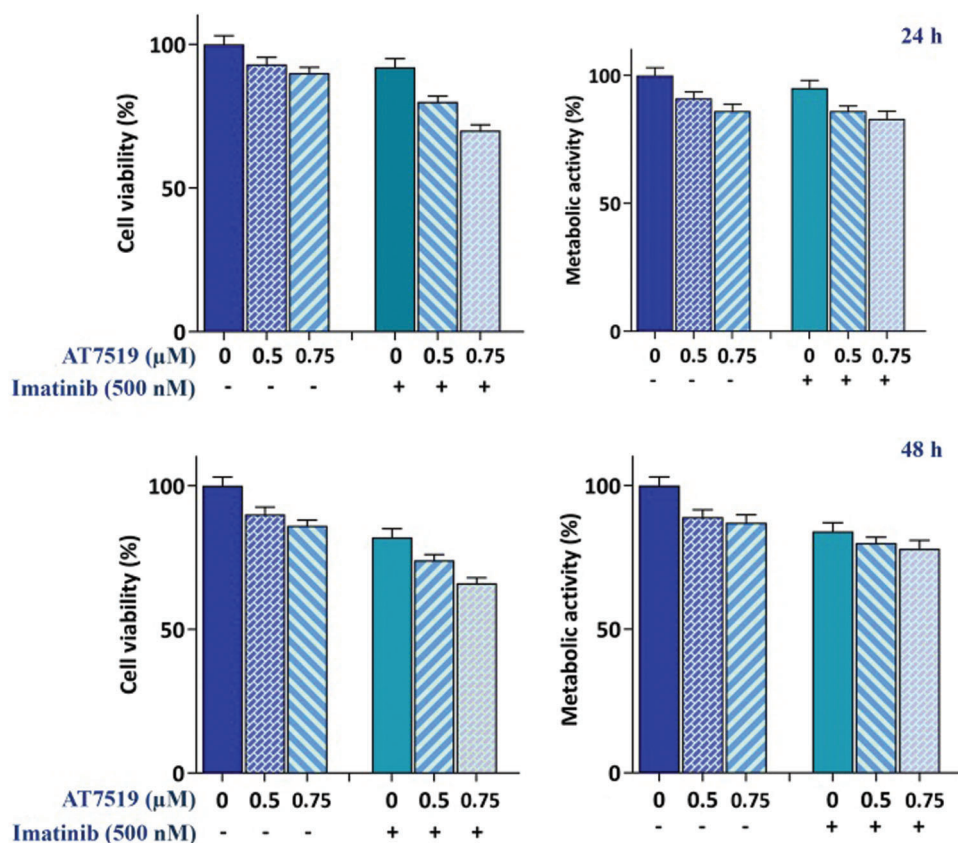 24 h
Cell viability (%)
100
50
0
AT7519 (µM) 0 0.5 0.75 0 0.5 0.75
Imatinib (500 nM) - - - + + +
Metabolic activity (%)
100
50
0
0 0.5 0.75 0 0.5 0.75
- - - + + +
48 h
Cell viability (%)
100
50
0
AT7519 (µM) 0 0.5 0.75 0 0.5 0.75
Imatinib (500 nM) - - - + + +
Metabolic activity (%)
100
50
0
0 0.5 0.75 0 0.5 0.75
- - - + + +